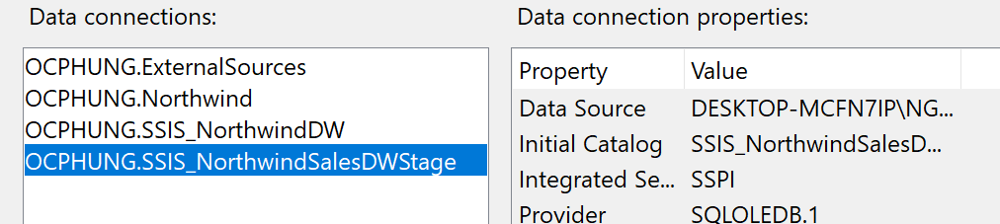 Data connections:
OCPHUNG.ExternalSources
OCPHUNG.Northwind
OCPHUNG.SSIS_NorthwindDW
OCPHUNG.SSIS_NorthwindSalesDWStage
Data connection properties:
Property Value
Data Source DESKTOP-MCFN7IP\NG...
Initial Catalog SSIS_NorthwindSalesD...
Integrated Se... SSPI
Provider SQLOLEDB.1